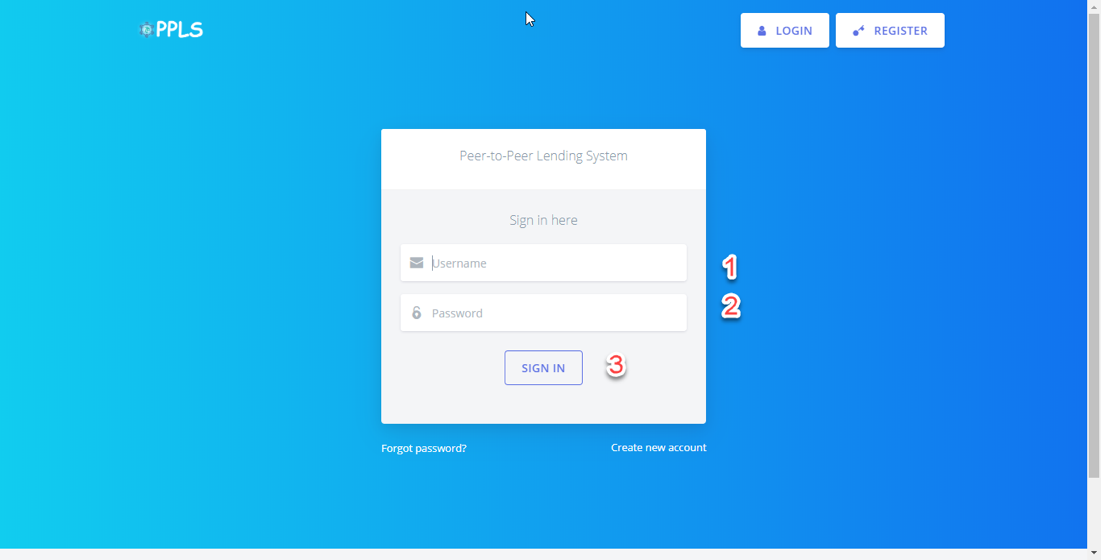 PPLS
LOGIN
REGISTER
Peer-to-Peer Lending System
Sign in here
Username
1
Password
2
SIGN IN
3
Forgot password?
Create new account